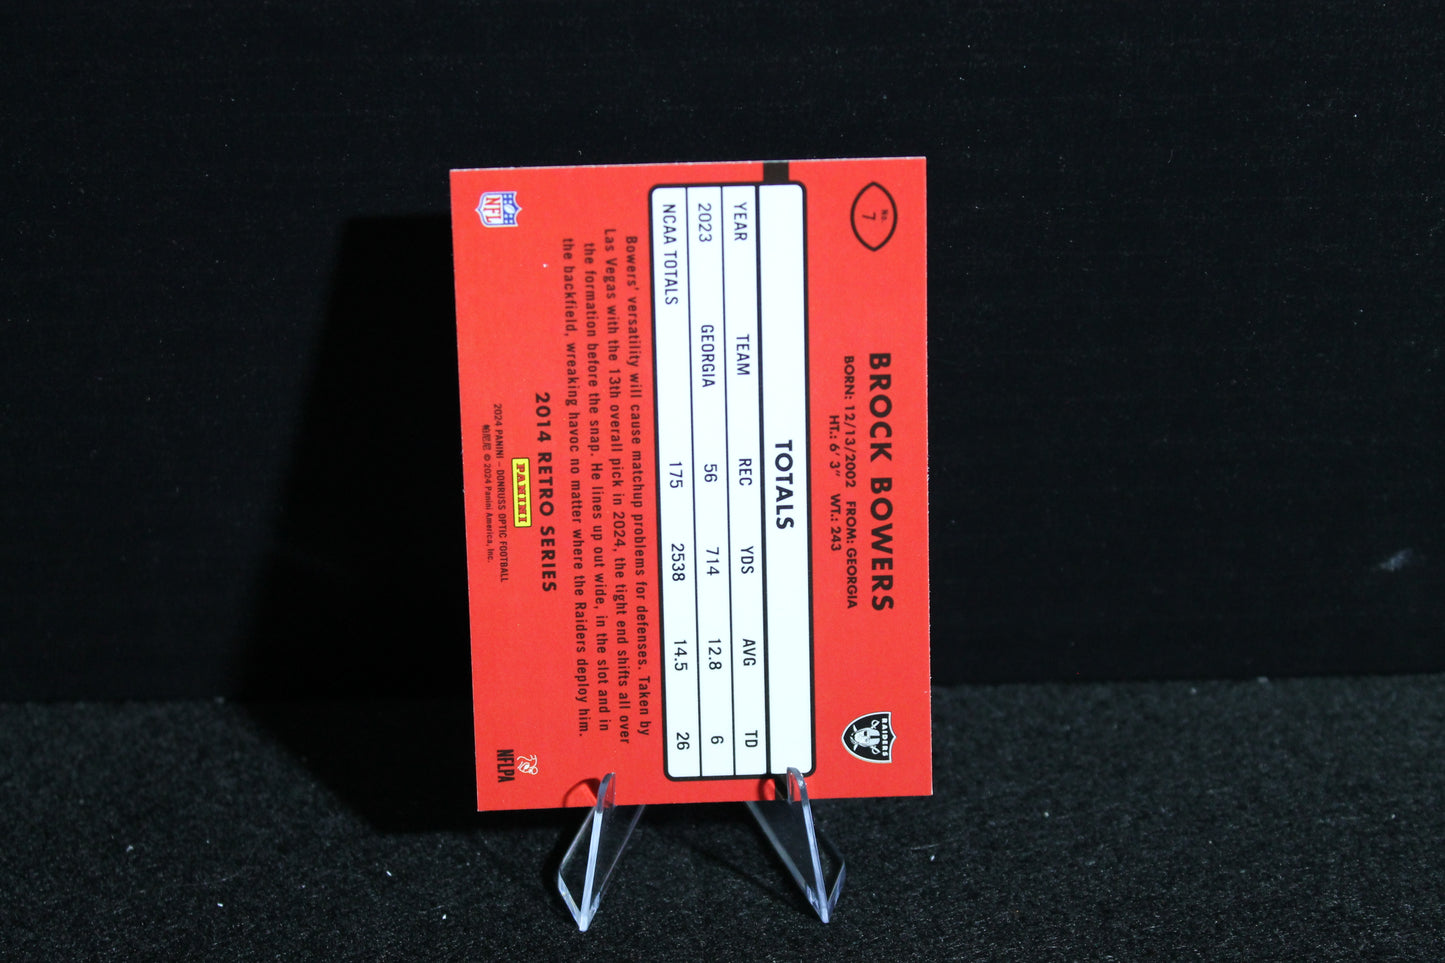 No.
7
BROCK BOWERS
BORN: 12/13/2002 FROM: GEORGIA
HT.: 6' 3" WT.: 243
RAIDERS
TOTALS
YEAR TEAM REC YDS AVG TD
2023 GEORGIA 56 714 12.8 6
NCAA TOTALS 175 2538 14.5 26
Bowers' versatility will cause matchup problems for defenses. Taken by
Las Vegas with the 13th overall pick in 2024, the tight end shifts all over
the formation before the snap. He lines up out wide, in the slot and in
the backfield, wreaking havoc no matter where the Raiders deploy him.
2014 RETRO SERIES
PANINI
2024 PANINI – DONRUSS OPTIC FOOTBALL
帕尼尼 © 2024 Panini America, Inc.
NFL
NFLPA